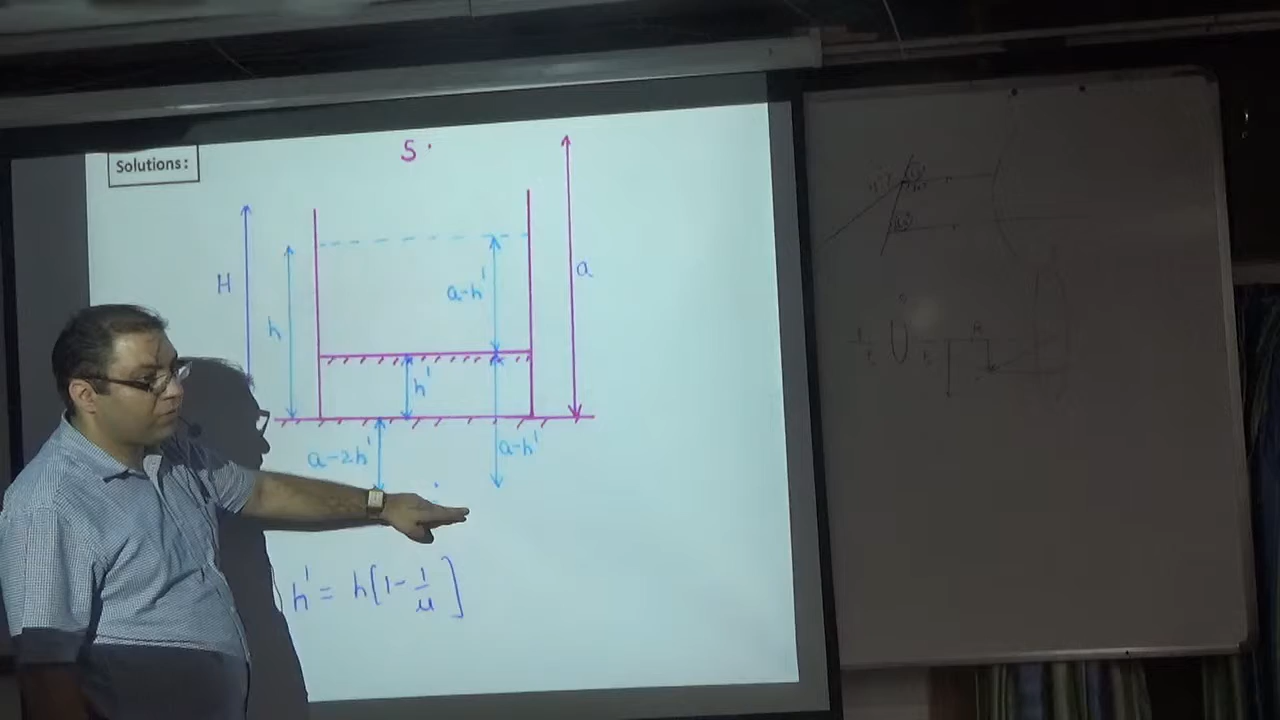 Solutions:
S
H
h
a-h'
a
h'
a-2h'
a-h'
h' = h[1 - 1/μ]